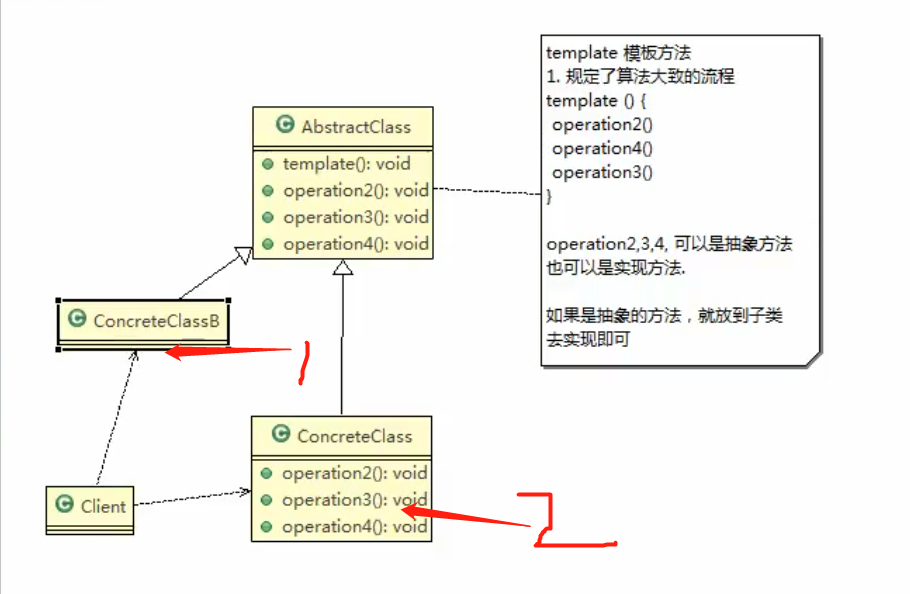 template 模板方法
1. 规定了算法大致的流程
template () {
operation2()
operation4()
operation3()
}
operation2,3,4, 可以是抽象方法
也可以是实现方法.
如果是抽象的方法，就放到子类
去实现即可
C AbstractClass
template(): void
operation2(): void
operation3(): void
operation4(): void
C ConcreteClassB
1
C ConcreteClass
operation2(): void
operation3(): void
operation4(): void
2
C Client